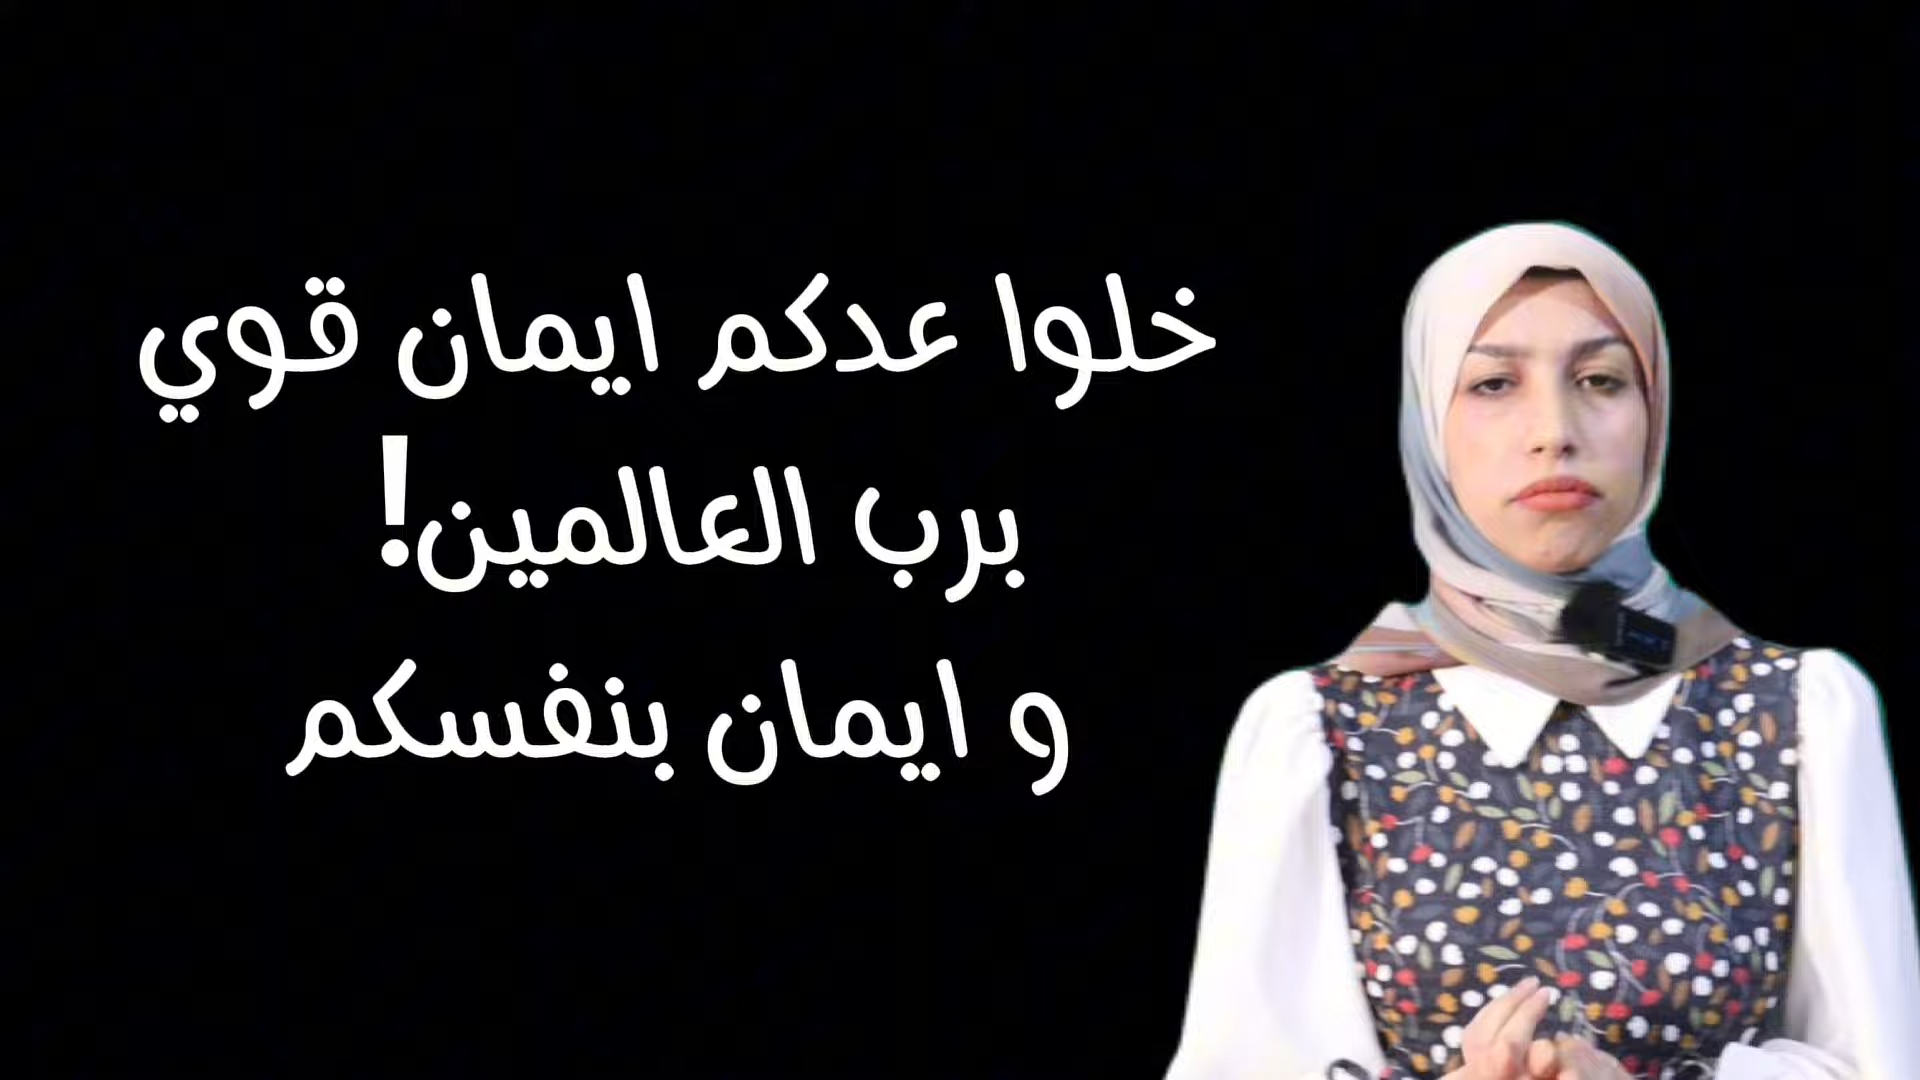 خلوا عدكم ايمان قوي
برب العالمين!
و ايمان بنفسكم